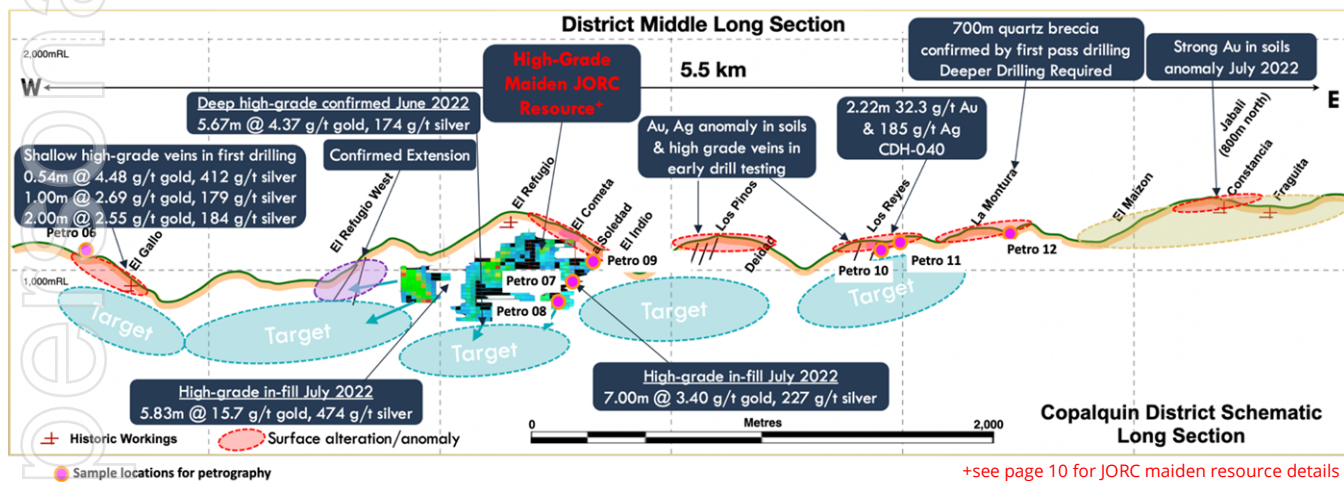 District Middle Long Section
2,000mRL
W
5.5 km
E
High-Grade
Maiden JORC
Resource+
700m quartz breccia
confirmed by first pass drilling
Deeper Drilling Required
Strong Au in soils
anomaly July 2022
Deep high-grade confirmed June 2022
5.67m @ 4.37 g/t gold, 174 g/t silver
2.22m 32.3 g/t Au
& 185 g/t Ag
CDH-040
Au, Ag anomaly in soils
& high grade veins in
early drill testing
Shallow high-grade veins in first drilling
0.54m @ 4.48 g/t gold, 412 g/t silver
1.00m @ 2.69 g/t gold, 179 g/t silver
2.00m @ 2.55 g/t gold, 184 g/t silver
Confirmed Extension
Petro 06
El Gallo
El Refugio West
El Refugio
El Cometa
La Soledad
El Indio
Los Pinos
Deidad
Los Reyes
La Montura
El Maizon
Jabali
(800m north)
Constancia
Fraguita
Petro 07
Petro 08
Petro 09
Petro 10
Petro 11
Petro 12
1,000mRL
Target
Target
Target
Target
Target
High-grade in-fill July 2022
5.83m @ 15.7 g/t gold, 474 g/t silver
High-grade in-fill July 2022
7.00m @ 3.40 g/t gold, 227 g/t silver
0
Metres
2,000
Copalquin District Schematic
Long Section
Historic Workings
Surface alteration/anomaly
Sample locations for petrography
+see page 10 for JORC maiden resource details